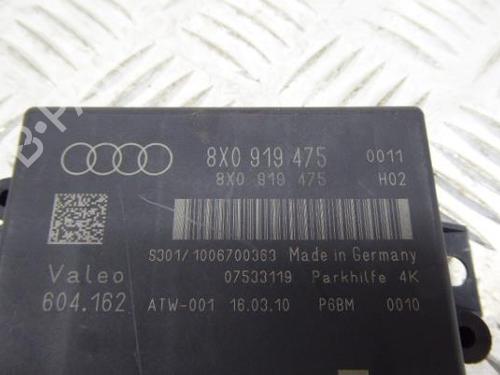 8X0 919 475 0011
8X0 919 475 H02
S301/1006700363 Made in Germany
Valeo 07533119 Parkhilfe 4K
604.162 ATW-001 16.03.10 P6BM 0010